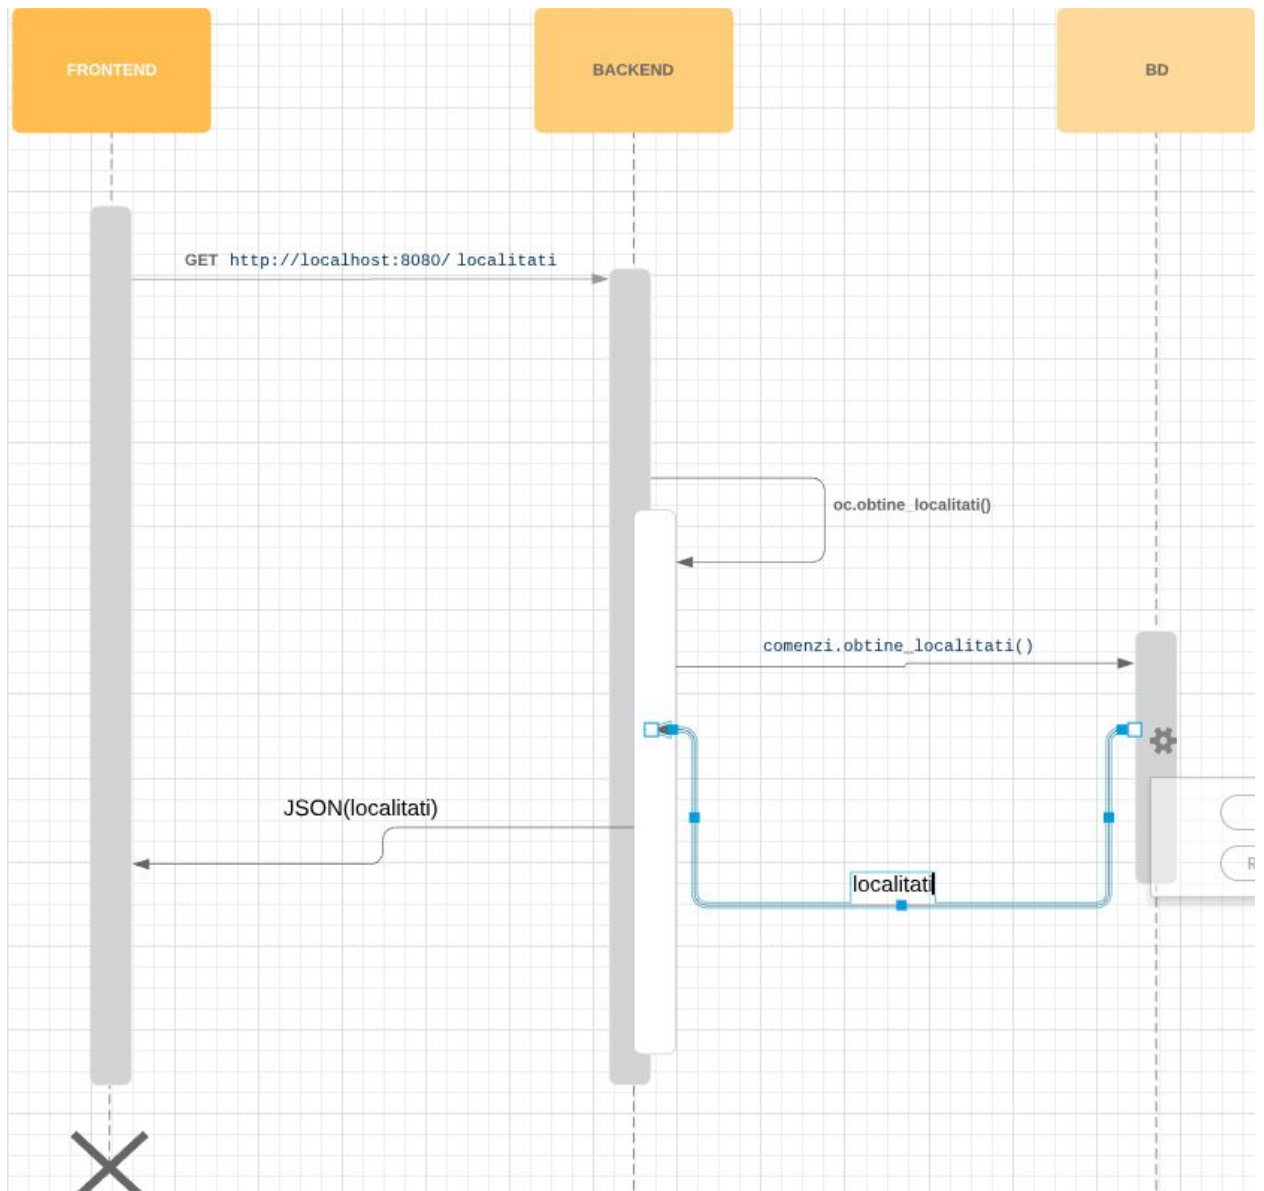 FRONTEND
BACKEND
BD
GET http://localhost:8080/ localitati
oc.obtine_localitati()
comenzi.obtine_localitati()
JSON(localitati)
localitati
R